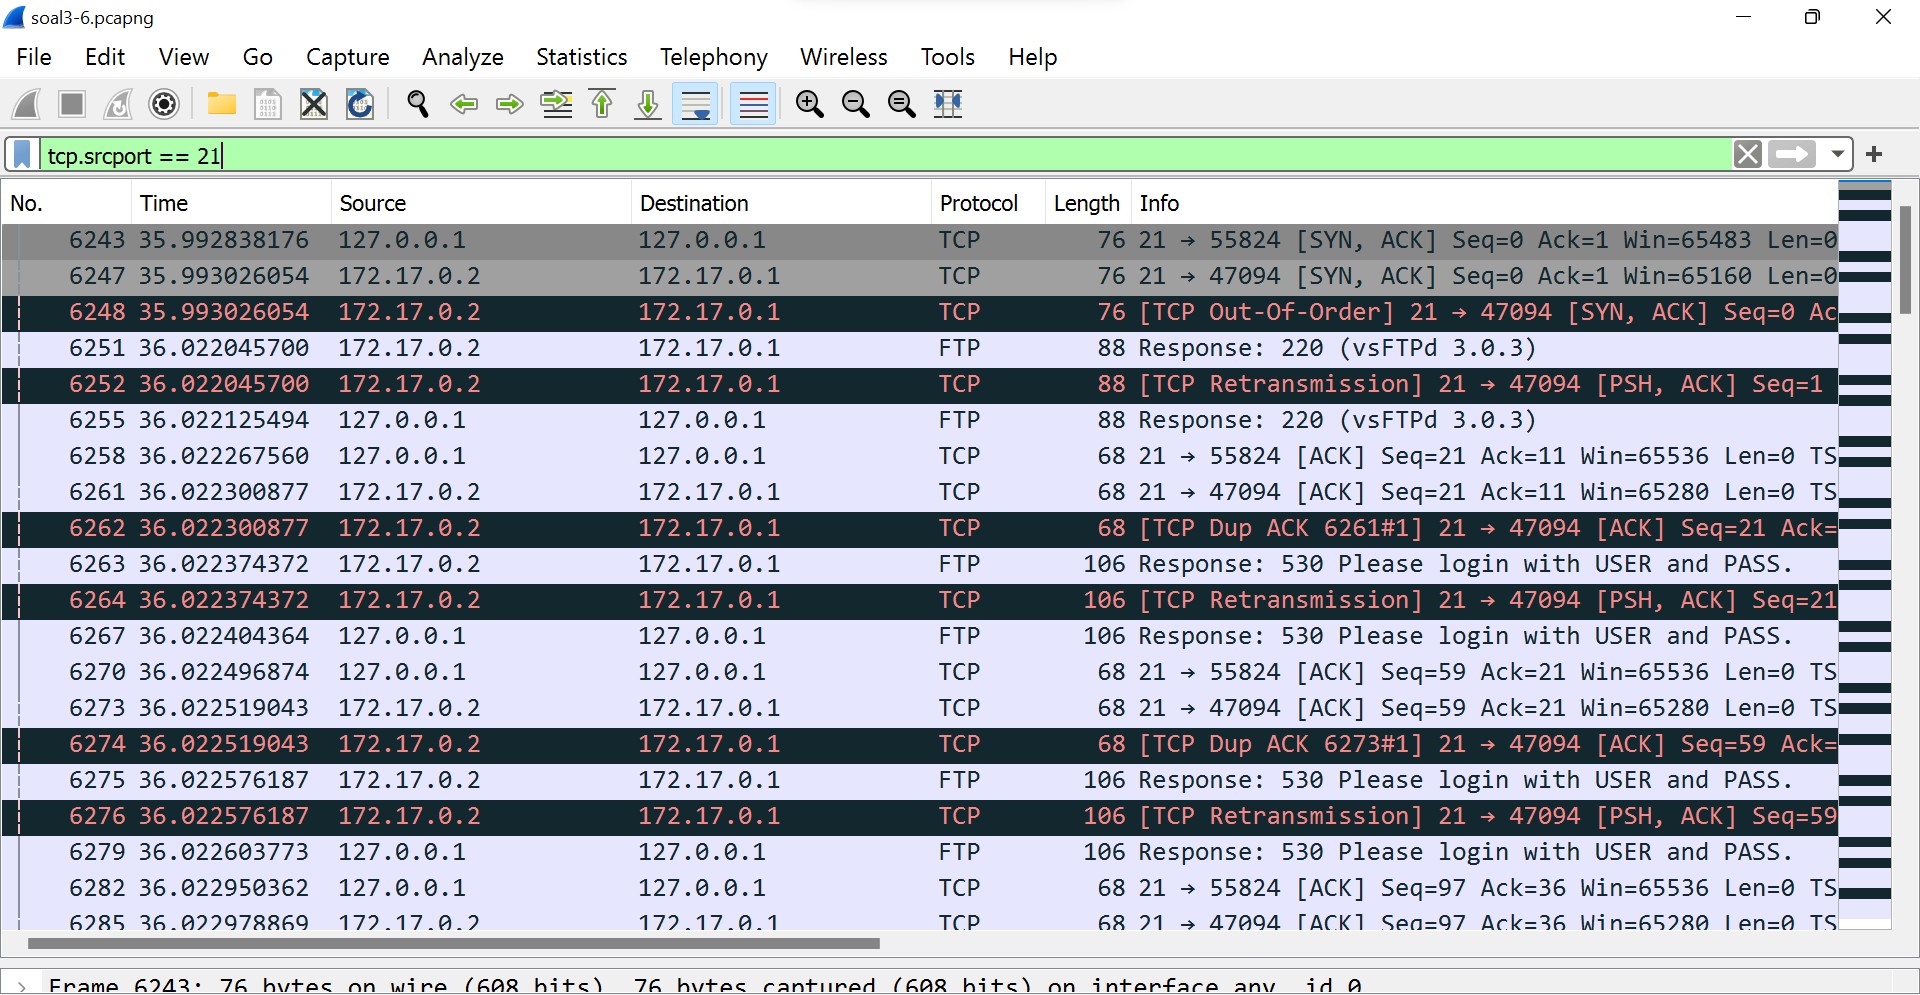 soal3-6.pcapng
File Edit View Go Capture Analyze Statistics Telephony Wireless Tools Help
tcp.srcport == 21
No. Time Source Destination Protocol Length Info
6243 35.992838176 127.0.0.1 127.0.0.1 TCP 76 21 → 55824 [SYN, ACK] Seq=0 Ack=1 Win=65483 Len=0
6247 35.993026054 172.17.0.2 172.17.0.1 TCP 76 21 → 47094 [SYN, ACK] Seq=0 Ack=1 Win=65160 Len=0
6248 35.993026054 172.17.0.2 172.17.0.1 TCP 76 [TCP Out-Of-Order] 21 → 47094 [SYN, ACK] Seq=0 Ac
6251 36.022045700 172.17.0.2 172.17.0.1 FTP 88 Response: 220 (vsFTPd 3.0.3)
6252 36.022045700 172.17.0.2 172.17.0.1 TCP 88 [TCP Retransmission] 21 → 47094 [PSH, ACK] Seq=1
6255 36.022125494 127.0.0.1 127.0.0.1 FTP 88 Response: 220 (vsFTPd 3.0.3)
6258 36.022267560 127.0.0.1 127.0.0.1 TCP 68 21 → 55824 [ACK] Seq=21 Ack=11 Win=65536 Len=0 TS
6261 36.022300877 172.17.0.2 172.17.0.1 TCP 68 21 → 47094 [ACK] Seq=21 Ack=11 Win=65280 Len=0 TS
6262 36.022300877 172.17.0.2 172.17.0.1 TCP 68 [TCP Dup ACK 6261#1] 21 → 47094 [ACK] Seq=21 Ack=
6263 36.022374372 172.17.0.2 172.17.0.1 FTP 106 Response: 530 Please login with USER and PASS.
6264 36.022374372 172.17.0.2 172.17.0.1 TCP 106 [TCP Retransmission] 21 → 47094 [PSH, ACK] Seq=21
6267 36.022404364 127.0.0.1 127.0.0.1 FTP 106 Response: 530 Please login with USER and PASS.
6270 36.022496874 127.0.0.1 127.0.0.1 TCP 68 21 → 55824 [ACK] Seq=59 Ack=21 Win=65536 Len=0 TS
6273 36.022519043 172.17.0.2 172.17.0.1 TCP 68 21 → 47094 [ACK] Seq=59 Ack=21 Win=65280 Len=0 TS
6274 36.022519043 172.17.0.2 172.17.0.1 TCP 68 [TCP Dup ACK 6273#1] 21 → 47094 [ACK] Seq=59 Ack=
6275 36.022576187 172.17.0.2 172.17.0.1 FTP 106 Response: 530 Please login with USER and PASS.
6276 36.022576187 172.17.0.2 172.17.0.1 TCP 106 [TCP Retransmission] 21 → 47094 [PSH, ACK] Seq=59
6279 36.022603773 127.0.0.1 127.0.0.1 FTP 106 Response: 530 Please login with USER and PASS.
6282 36.022950362 127.0.0.1 127.0.0.1 TCP 68 21 → 55824 [ACK] Seq=97 Ack=36 Win=65536 Len=0 TS
6285 36.022978869 172.17.0.2 172.17.0.1 TCP 68 21 → 47094 [ACK] Seq=97 Ack=36 Win=65280 Len=0 TS
Frame 6243: 76 bytes on wire (608 bits), 76 bytes captured (608 bits) on interface any, id 0